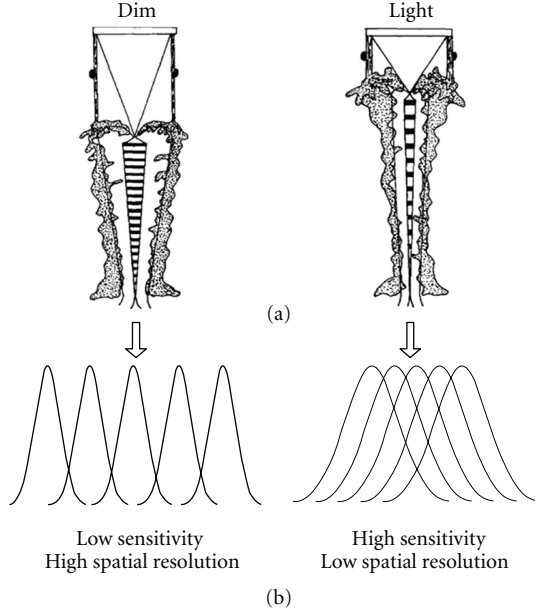 Dim
Light
(a)
Low sensitivity
High spatial resolution
High sensitivity
Low spatial resolution
(b)